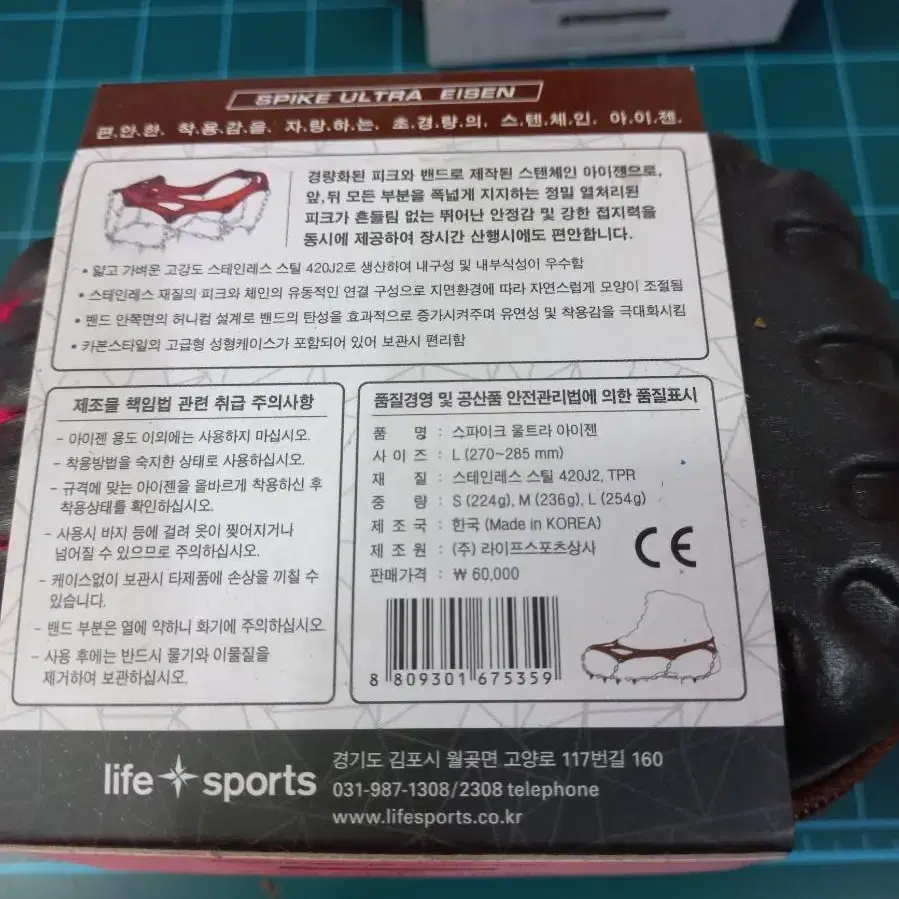 SPIKE ULTRA EISEN
편.안.한. 착.용.감.을. 자.랑.하.는. 초.경.량.의. 스.텐.체.인. 아.이.젠.
경량화된 피크와 밴드로 제작된 스텐체인 아이젠으로,
앞,뒤 모든 부분을 폭넓게 지지하는 정밀 열처리된
피크가 흔들림 없는 뛰어난 안정감 및 강한 접지력을
동시에 제공하여 장시간 산행시에도 편안합니다.
• 얇고 가벼운 고강도 스테인레스 스틸 420J2로 생산하여 내구성 및 내부식성이 우수함
• 스테인레스 재질의 피크와 체인의 유동적인 연결 구성으로 지면환경에 따라 자연스럽게 모양이 조절됨
• 밴드 안쪽면의 허니컴 설계로 밴드의 탄성을 효과적으로 증가시켜주며 유연성 및 착용감을 극대화시킴
• 카본스타일의 고급형 성형케이스가 포함되어 있어 보관시 편리함
제조물 책임법 관련 취급 주의사항
- 아이젠 용도 이외에는 사용하지 마십시오.
- 착용방법을 숙지한 상태로 사용하십시오.
- 규격에 맞는 아이젠을 올바르게 착용하신 후
착용상태를 확인하십시오.
- 사용시 바지 등에 걸려 옷이 찢어지거나
넘어질 수 있으므로 주의하십시오.
- 케이스없이 보관시 타제품에 손상을 끼칠 수
있습니다.
- 밴드 부분은 열에 약하니 화기에 주의하십시오.
- 사용 후에는 반드시 물기와 이물질을
제거하여 보관하십시오.
품질경영 및 공산품 안전관리법에 의한 품질표시
품 명 : 스파이크 울트라 아이젠
사 이 즈 : L (270~285 mm)
재 질 : 스테인레스 스틸 420J2, TPR
중 량 : S (224g), M (236g), L (254g)
제 조 국 : 한국 (Made in KOREA)
제 조 원 : (주) 라이프스포츠상사
판매가격 : ₩ 60,000
CE
8 809301 675359
life sports
경기도 김포시 월곶면 고양로 117번길 160
031-987-1308/2308 telephone
www.lifesports.co.kr